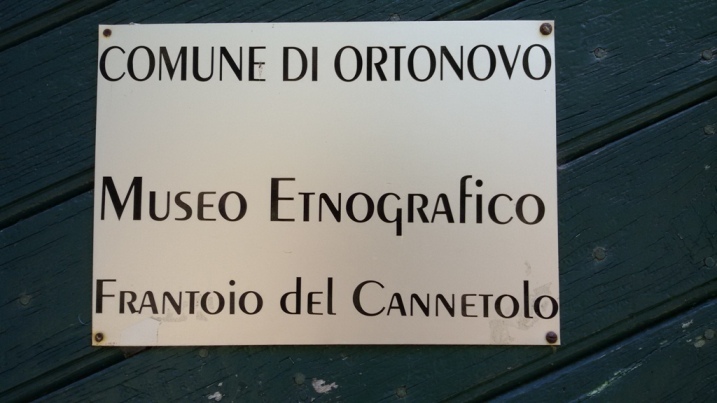 COMUNE DI ORTONOVO
MUSEO ETNOGRAfiCO
FRANTOIO dEl CANNETOlO